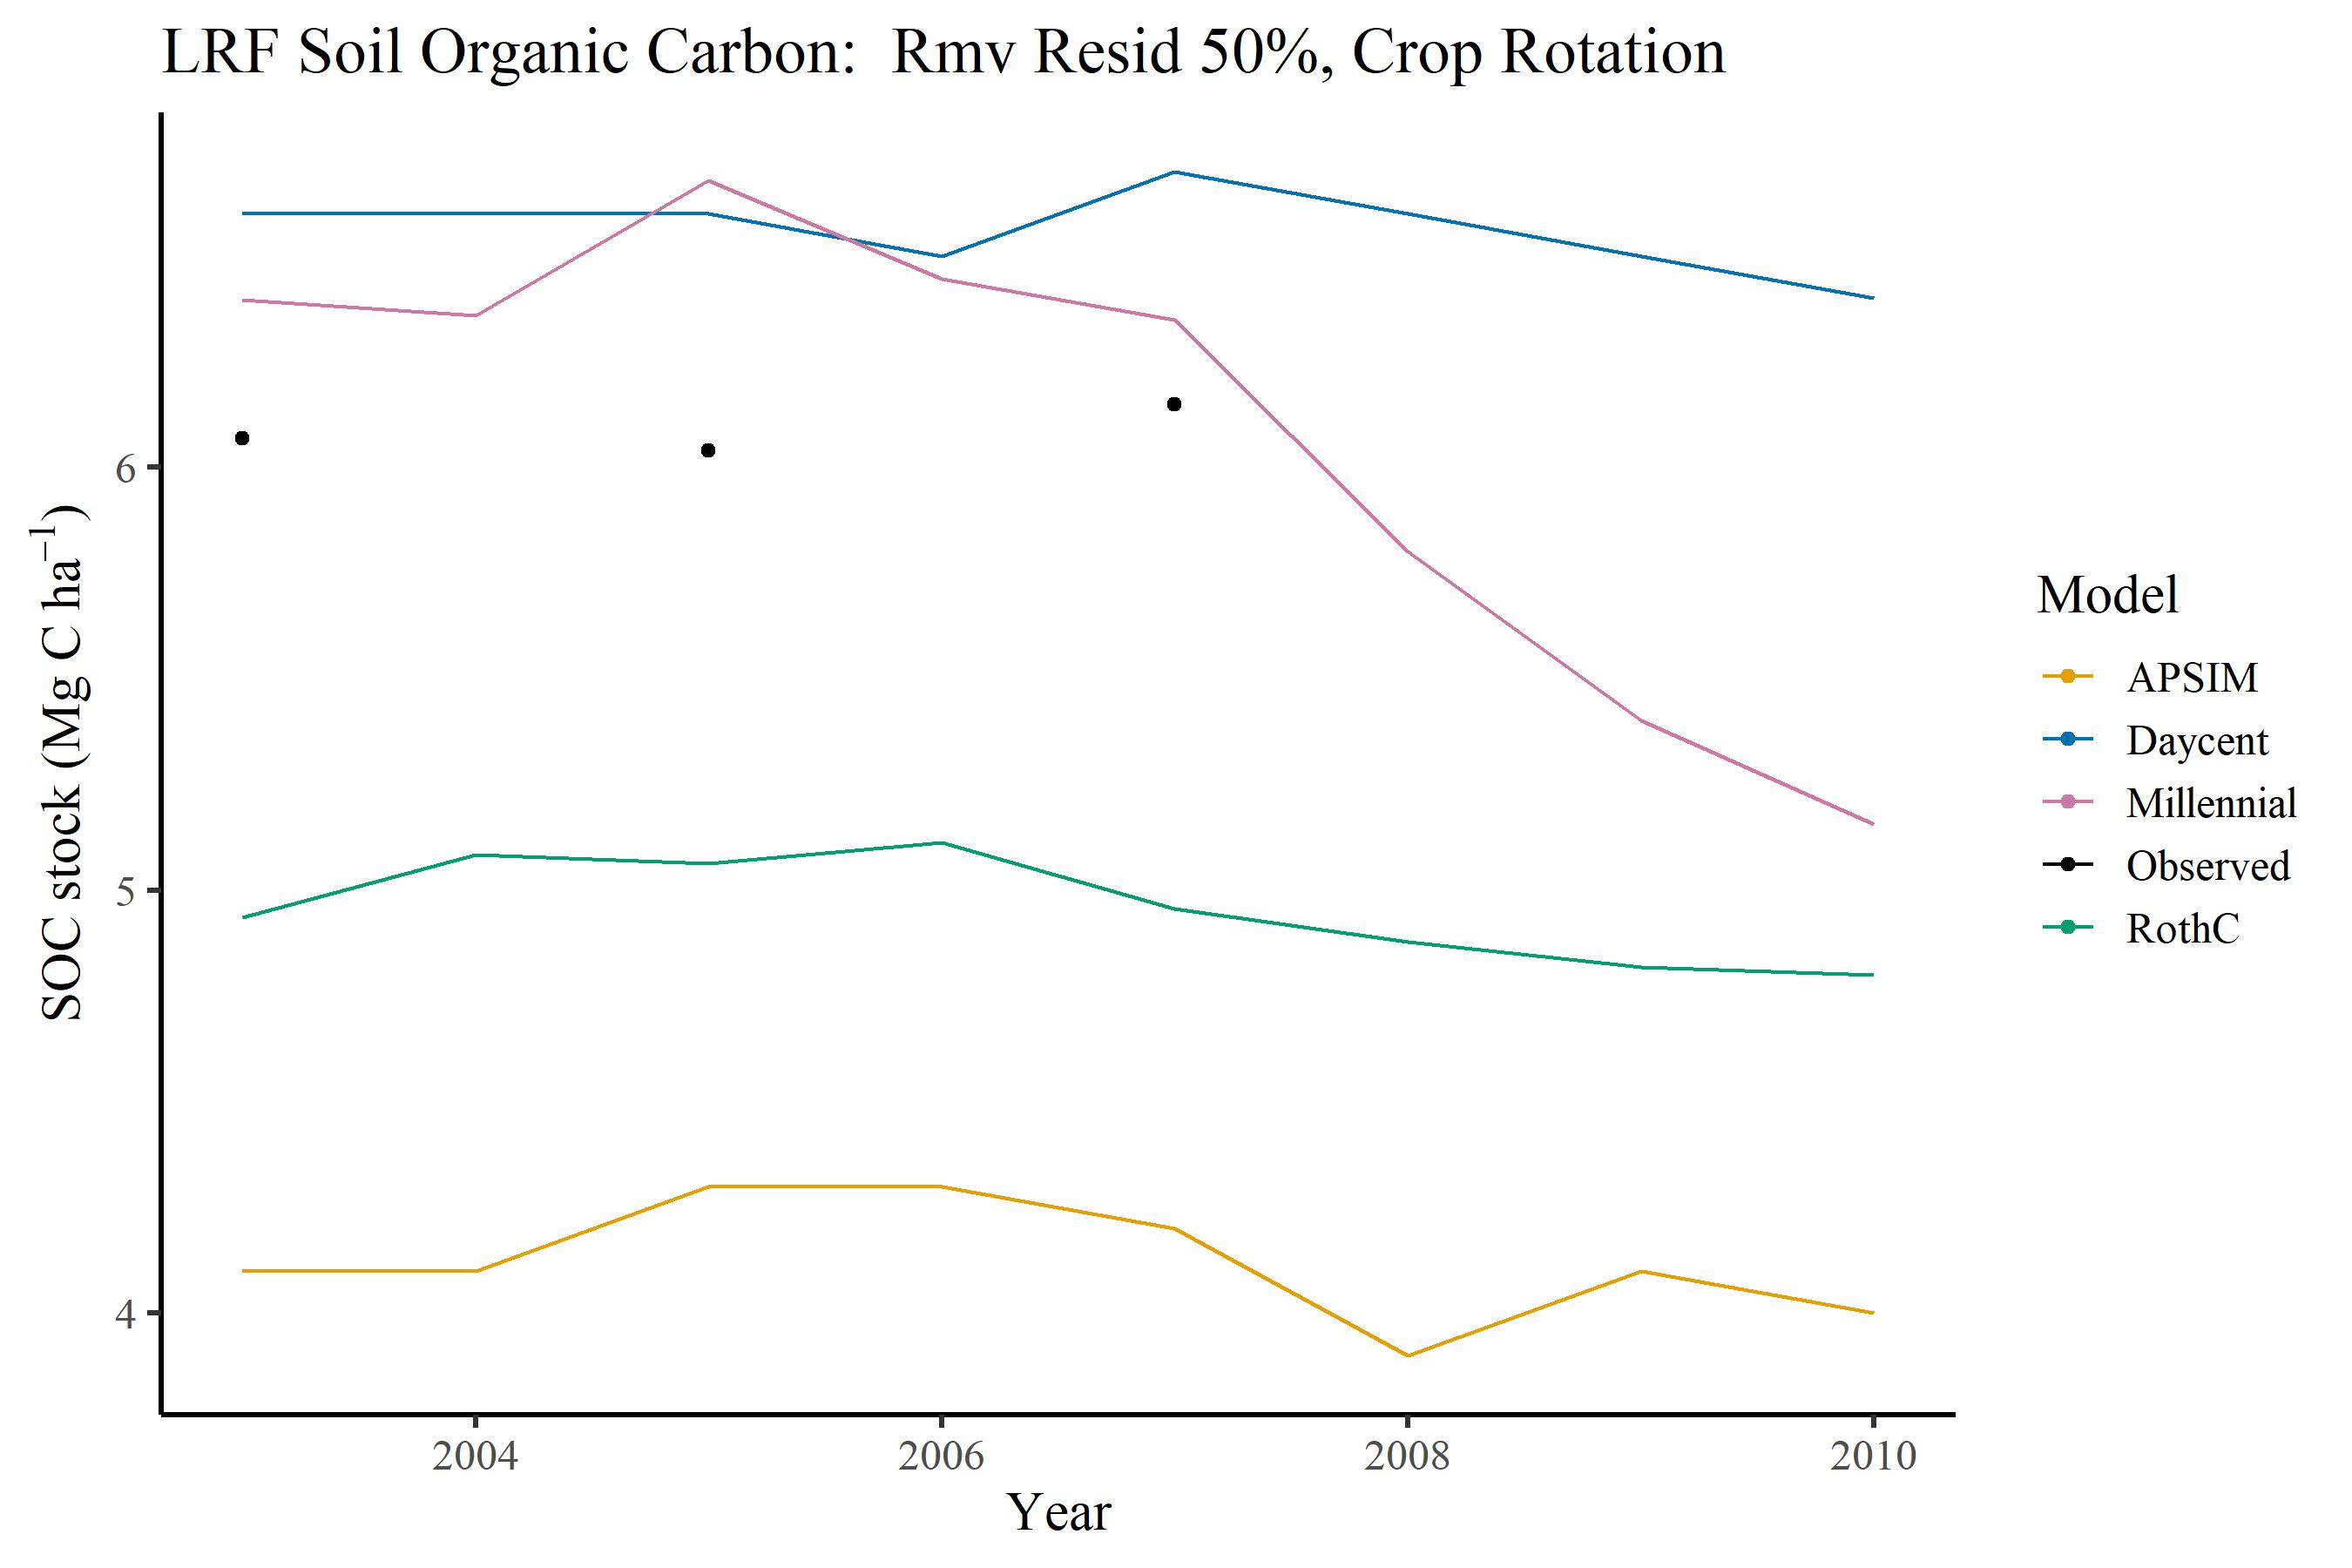 LRF Soil Organic Carbon:  Rmv Resid 50%, Crop Rotation
SOC stock (Mg C ha⁻¹)
6
5
4
2004 2006 2008 2010
Year
Model
APSIM
Daycent
Millennial
Observed
RothC